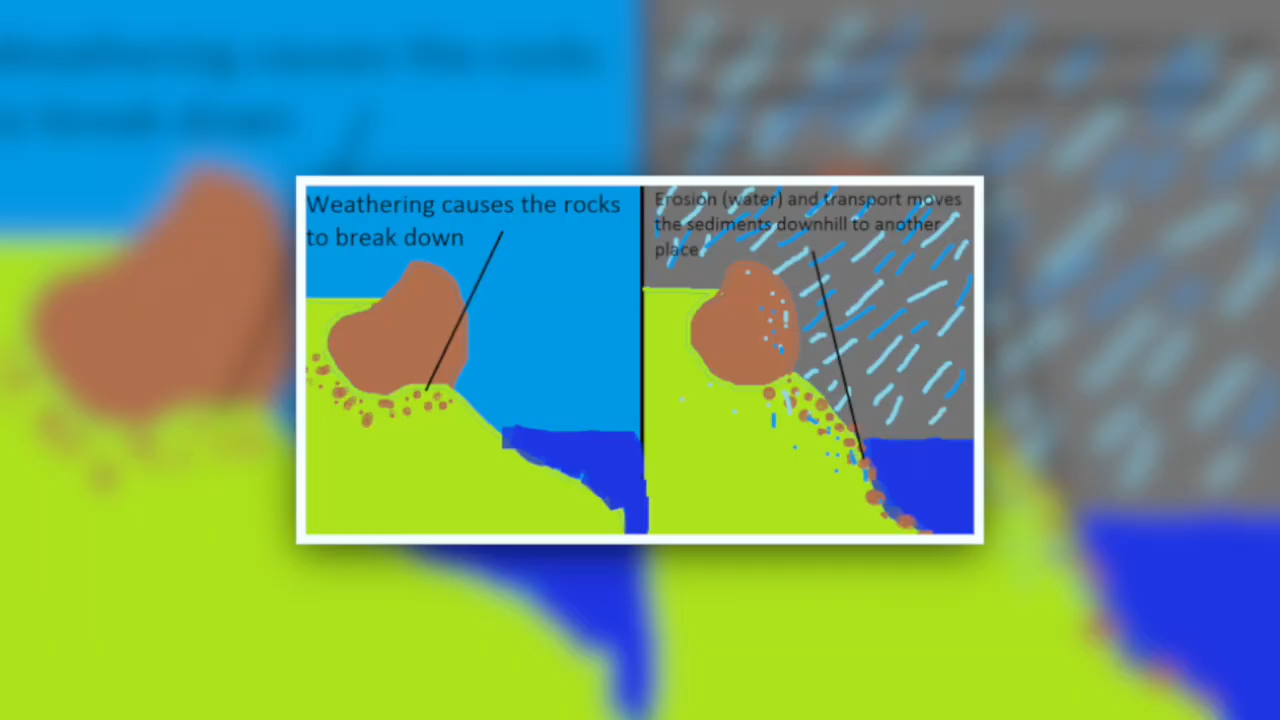 Weathering causes the rocks
to break down
Erosion (water) and transport moves
the sediments downhill to another
place